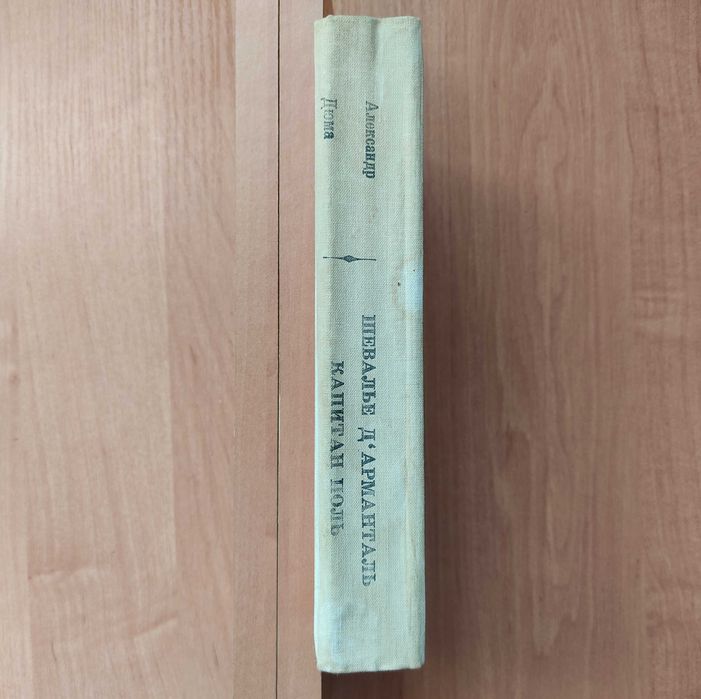 Александр
Дюма
ШЕВАЛЬЕ Д'АРМАНТАЛЬ
КАПИТАН ПОЛЬ